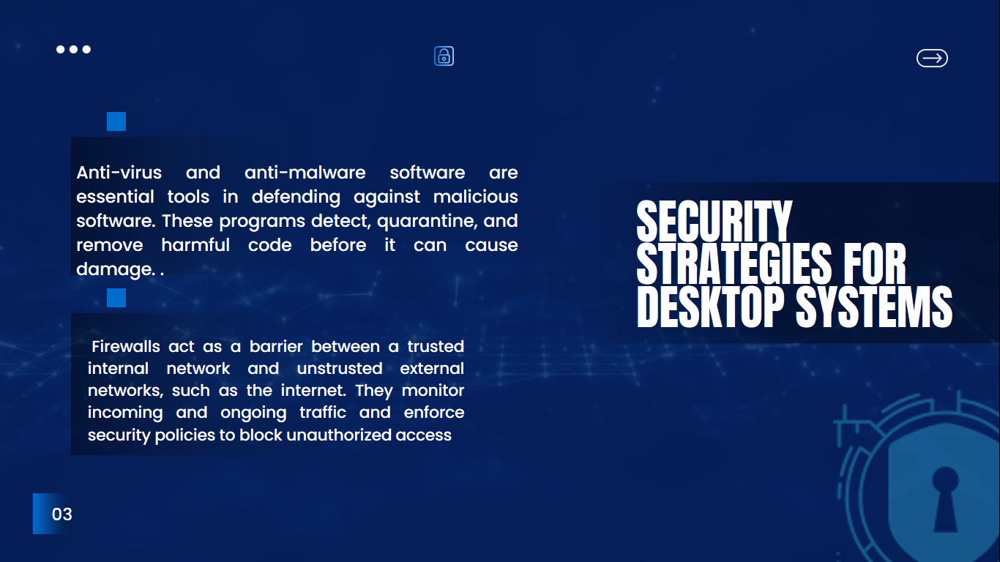 Anti-virus and anti-malware software are
essential tools in defending against malicious
software. These programs detect, quarantine, and
remove harmful code before it can cause
damage. .
Firewalls act as a barrier between a trusted
internal network and unstrusted external
networks, such as the internet. They monitor
incoming and ongoing traffic and enforce
security policies to block unauthorized access
SECURITY
STRATEGIES FOR
DESKTOP SYSTEMS
03